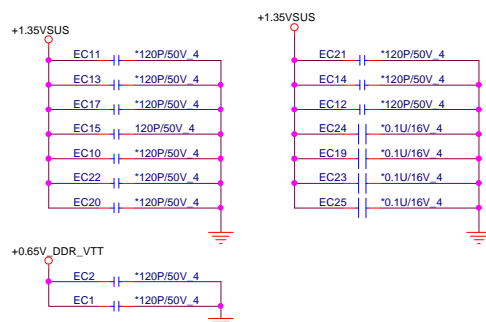 +1.35VSUS
EC11 *120P/50V_4
EC13 *120P/50V_4
EC17 *120P/50V_4
EC15 120P/50V_4
EC10 *120P/50V_4
EC22 *120P/50V_4
EC20 *120P/50V_4
+1.35VSUS
EC21 *120P/50V_4
EC14 *120P/50V_4
EC12 *120P/50V_4
EC24 *0.1U/16V_4
EC19 *0.1U/16V_4
EC23 *0.1U/16V_4
EC25 *0.1U/16V_4
+0.65V_DDR_VTT
EC2 *120P/50V_4
EC1 *120P/50V_4